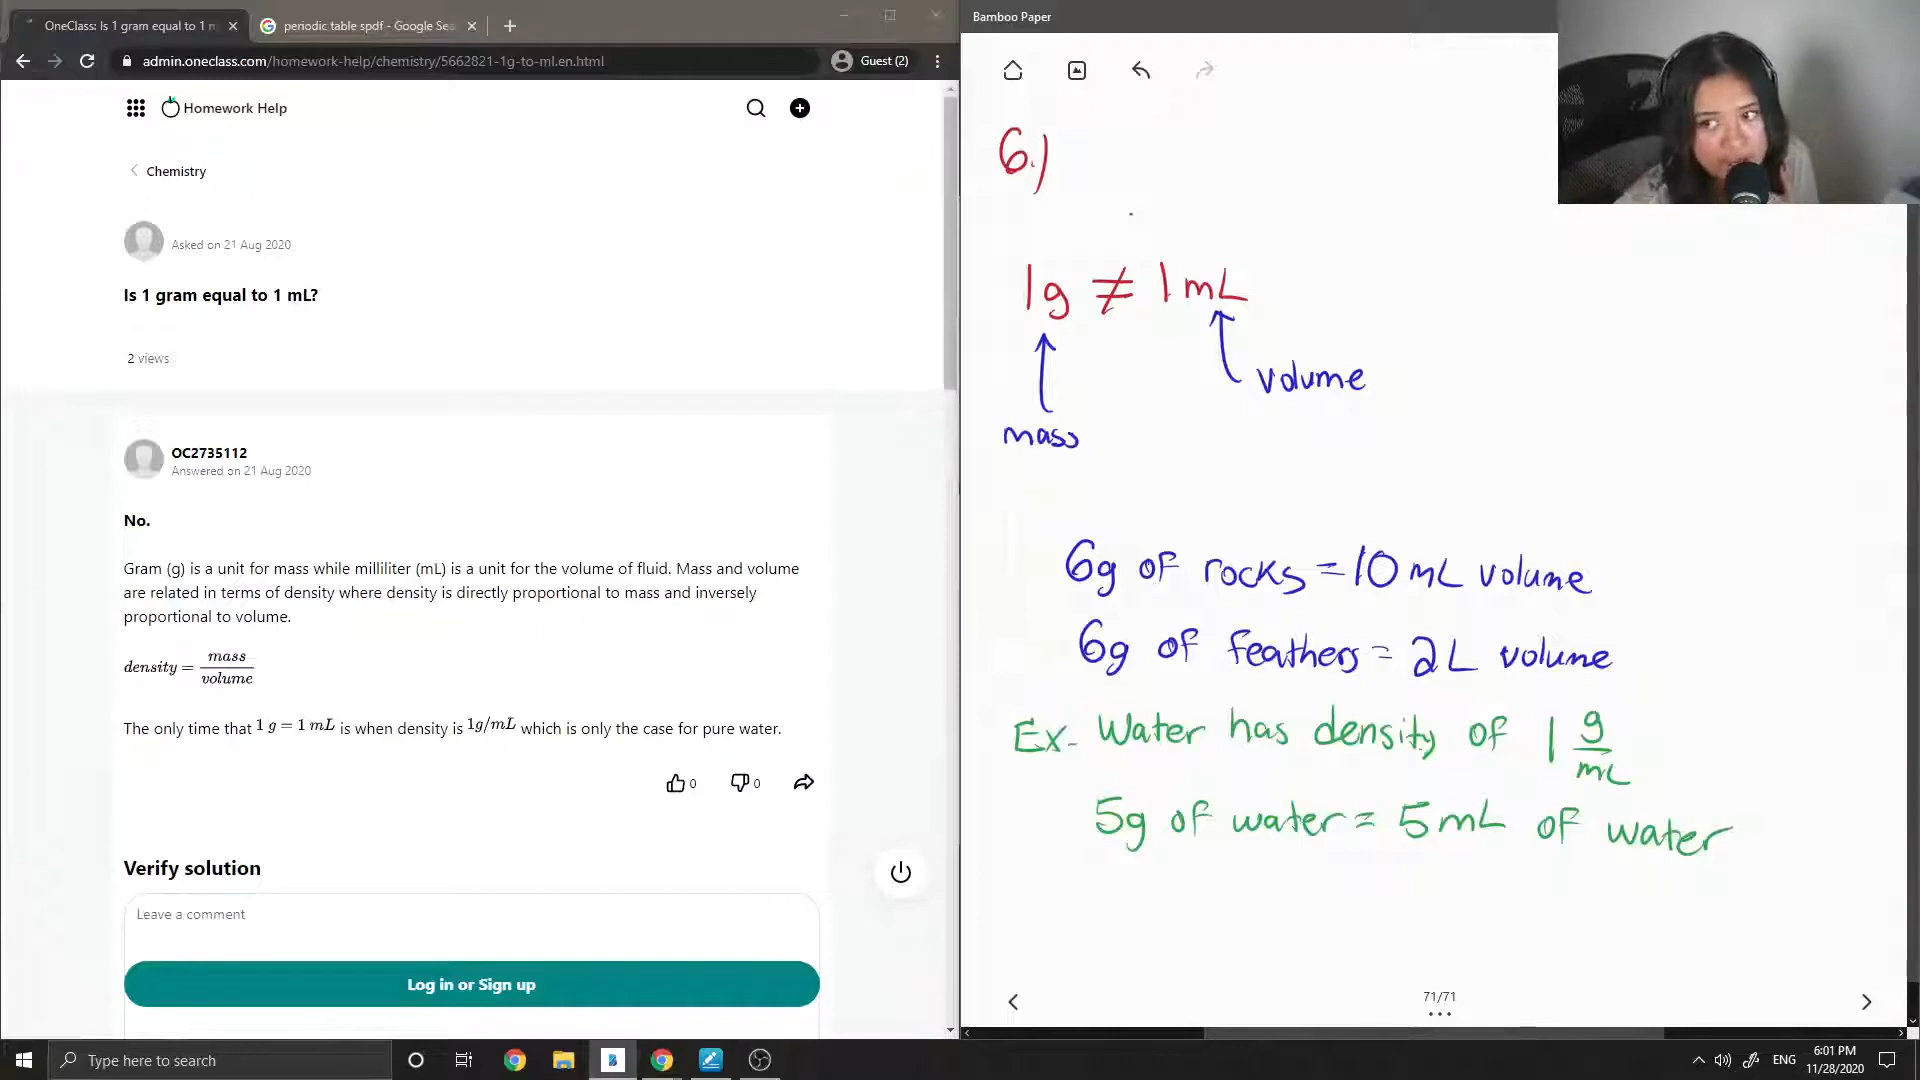 OneClass: Is 1 gram equal to 1 m
periodic table spdf - Google Sea
admin.oneclass.com/homework-help/chemistry/5662821-1g-to-ml.en.html
Guest (2)
Homework Help
Chemistry
Asked on 21 Aug 2020
Is 1 gram equal to 1 mL?
2 views
OC2735112
Answered on 21 Aug 2020
No.
Gram (g) is a unit for mass while milliliter (mL) is a unit for the volume of fluid. Mass and volume
are related in terms of density where density is directly proportional to mass and inversely
proportional to volume.
density = mass/volume
The only time that 1 g = 1 mL is when density is 1g/mL which is only the case for pure water.
0
0
Verify solution
Leave a comment
Log in or Sign up
Bamboo Paper
6.)
1g ≠ 1mL
volume
mass
6g of rocks = 10 mL volume
6g of feathers = 2L volume
Ex- Water has density of 1 g/mL
5g of water = 5mL of water
71/71
Type here to search
ENG
6:01 PM
11/28/2020